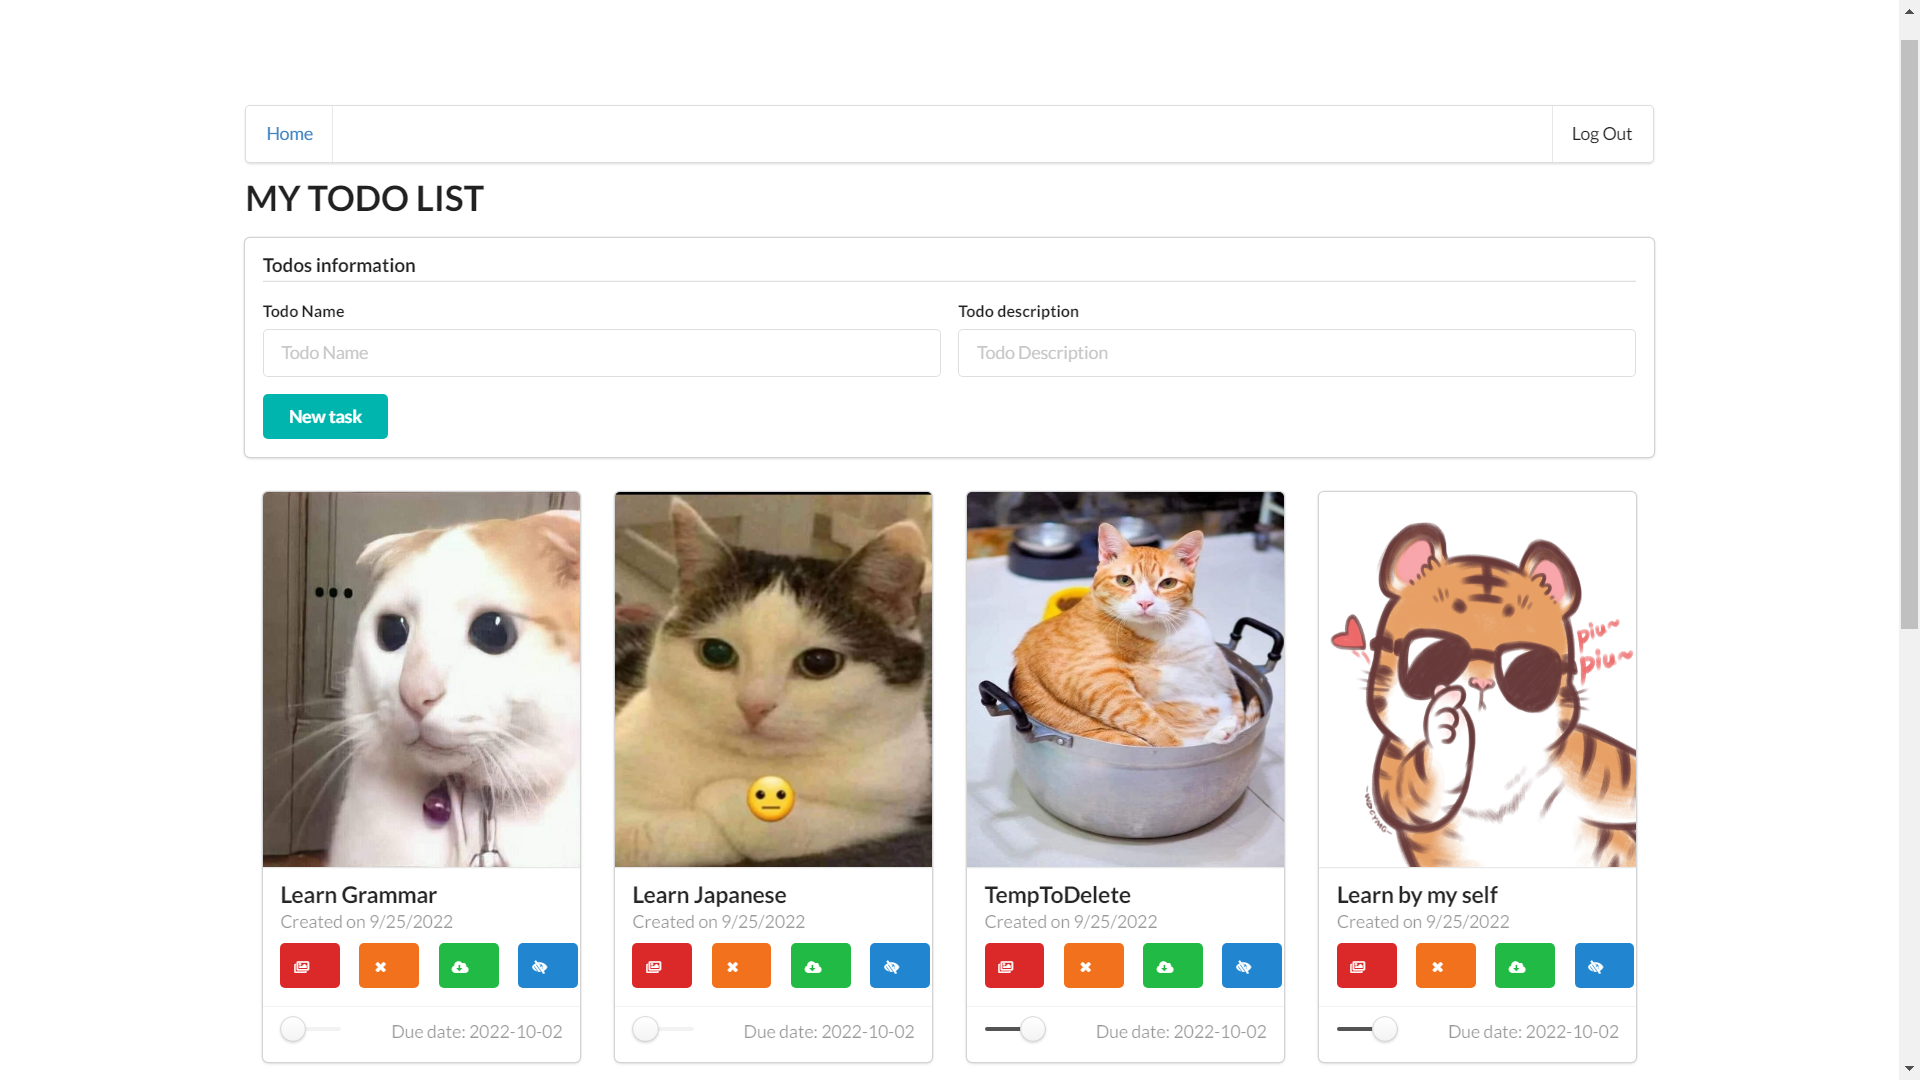 Home
Log Out
MY TODO LIST
Todos information
Todo Name
Todo description
Todo Name
Todo Description
New task
piu~
piu~
~WPCYMG~
Learn Grammar
Learn Japanese
TempToDelete
Learn by my self
Created on 9/25/2022
Created on 9/25/2022
Created on 9/25/2022
Created on 9/25/2022
Due date: 2022-10-02
Due date: 2022-10-02
Due date: 2022-10-02
Due date: 2022-10-02